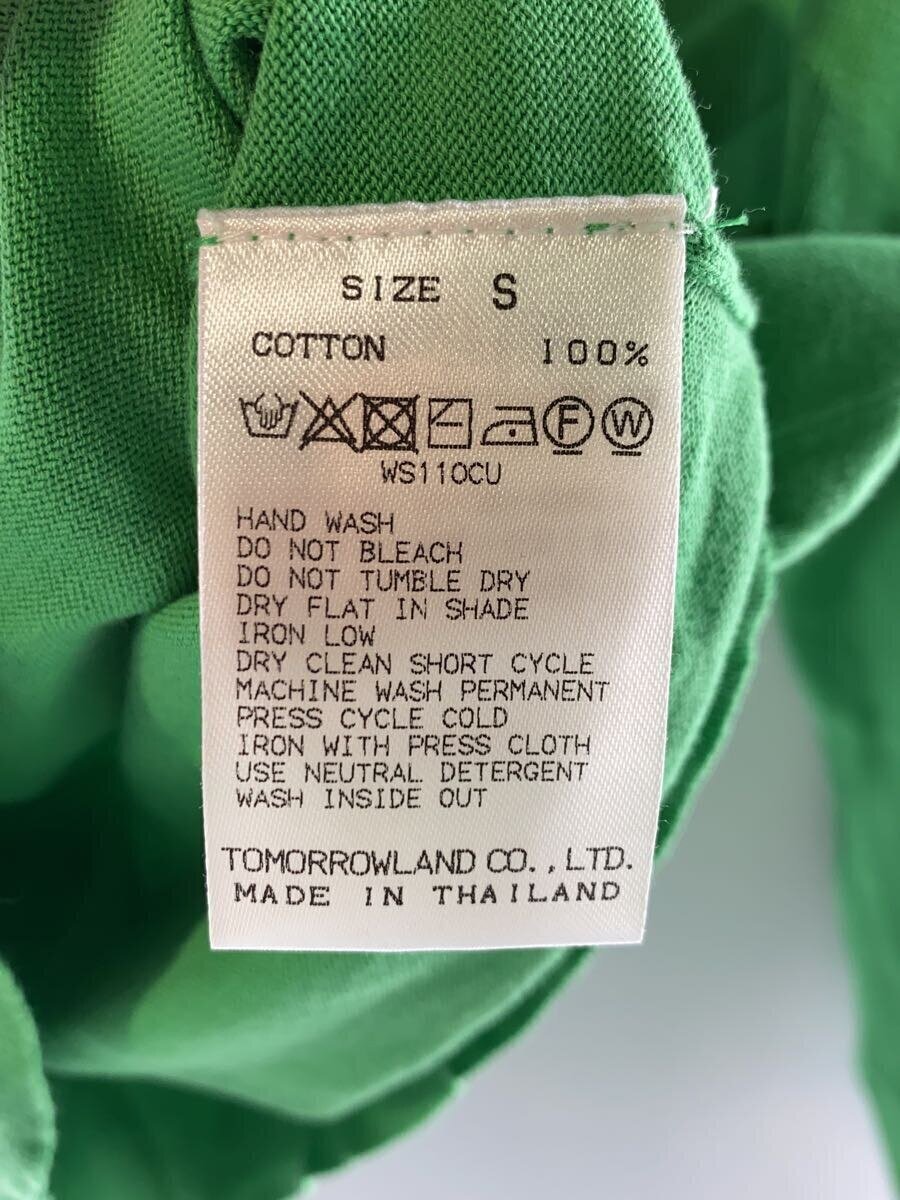 SIZE S
COTTON 100%
F W
WS110CU
HAND WASH
DO NOT BLEACH
DO NOT TUMBLE DRY
DRY FLAT IN SHADE
IRON LOW
DRY CLEAN SHORT CYCLE
MACHINE WASH PERMANENT
PRESS CYCLE COLD
IRON WITH PRESS CLOTH
USE NEUTRAL DETERGENT
WASH INSIDE OUT
TOMORROWLAND CO., LTD.
MADE IN THAILAND